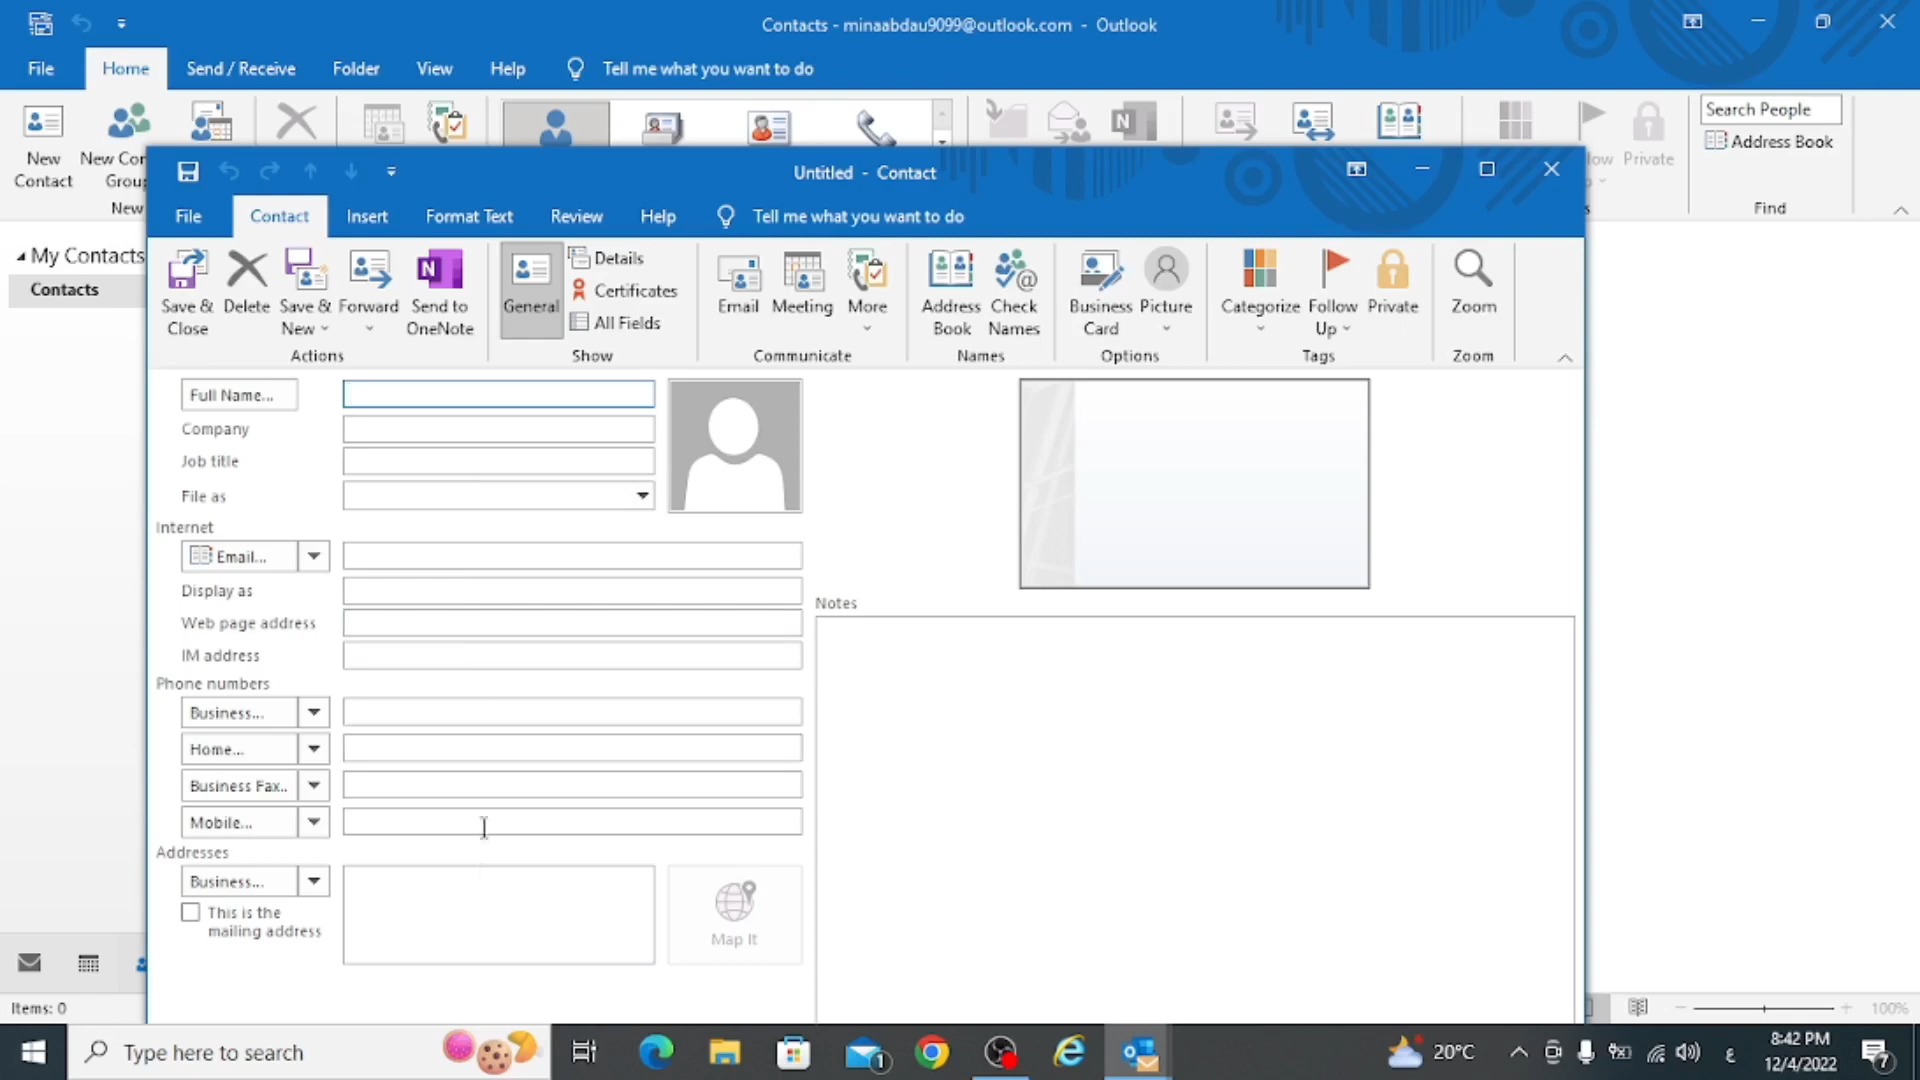 Contacts - minaabdau9099@outlook.com - Outlook
File Home Send / Receive Folder View Help Tell me what you want to do
New Contact
New Group
New
Private
Search People
Address Book
Find
Untitled - Contact
File Contact Insert Format Text Review Help Tell me what you want to do
Save & Close
Delete
Save & New
Forward
Send to OneNote
Actions
General
Details
Certificates
All Fields
Show
Email
Meeting
More
Communicate
Address Book
Check Names
Names
Business Card
Picture
Options
Categorize
Follow Up
Private
Tags
Zoom
Zoom
My Contacts
Contacts
Full Name...
Company
Job title
File as
Internet
Email...
Display as
Web page address
IM address
Phone numbers
Business...
Home...
Business Fax..
Mobile...
Addresses
Business...
This is the
mailing address
Map It
Notes
Items: 0
100%
Type here to search
1
20°C
ع
8:42 PM
12/4/2022
7